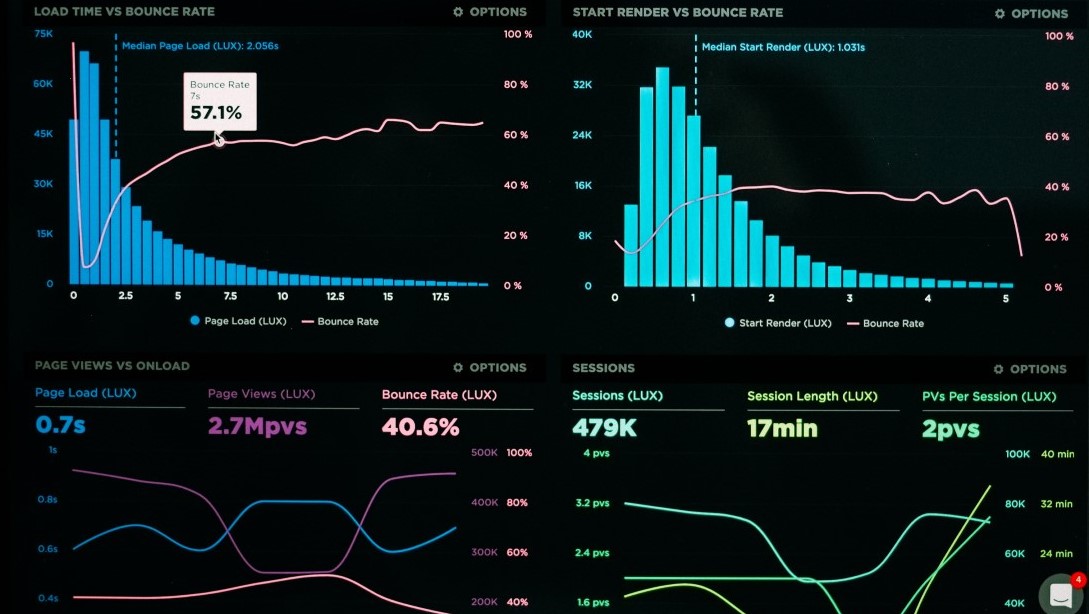 LOAD TIME VS BOUNCE RATE
OPTIONS
75K
100 %
Median Page Load (LUX): 2.056s
60K
80 %
Bounce Rate
7s
57.1%
45K
60 %
30K
40 %
15K
20 %
0
0 %
0 2.5 5 7.5 10 12.5 15 17.5
Page Load (LUX) Bounce Rate
START RENDER VS BOUNCE RATE
OPTIONS
40K
100 %
Median Start Render (LUX): 1.031s
32K
80 %
24K
60 %
16K
40 %
8K
20 %
0
0 %
0 1 2 3 4 5
Start Render (LUX) Bounce Rate
PAGE VIEWS VS ONLOAD
OPTIONS
Page Load (LUX) Page Views (LUX) Bounce Rate (LUX)
0.7s 2.7Mpvs 40.6%
1s 500K 100%
0.8s 400K 80%
0.6s 300K 60%
0.4s 200K 40%
SESSIONS
OPTIONS
Sessions (LUX) Session Length (LUX) PVs Per Session (LUX)
479K 17min 2pvs
4 pvs 100K 40 min
3.2 pvs 80K 32 min
2.4 pvs 60K 24 min
1.6 pvs 40K
4